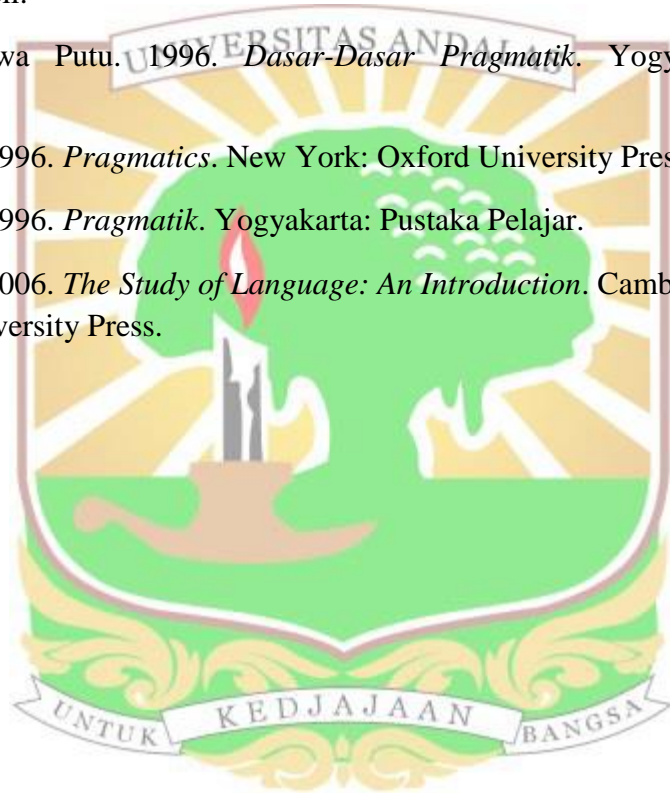 wa Putu. 1996. Dasar-Dasar Pragmatik. Yogy
UNIVERSITAS ANDALAS
996. Pragmatics. New York: Oxford University Pres
996. Pragmatik. Yogyakarta: Pustaka Pelajar.
006. The Study of Language: An Introduction. Camb
versity Press.
UNTUK KEDJAJAAN BANGSA